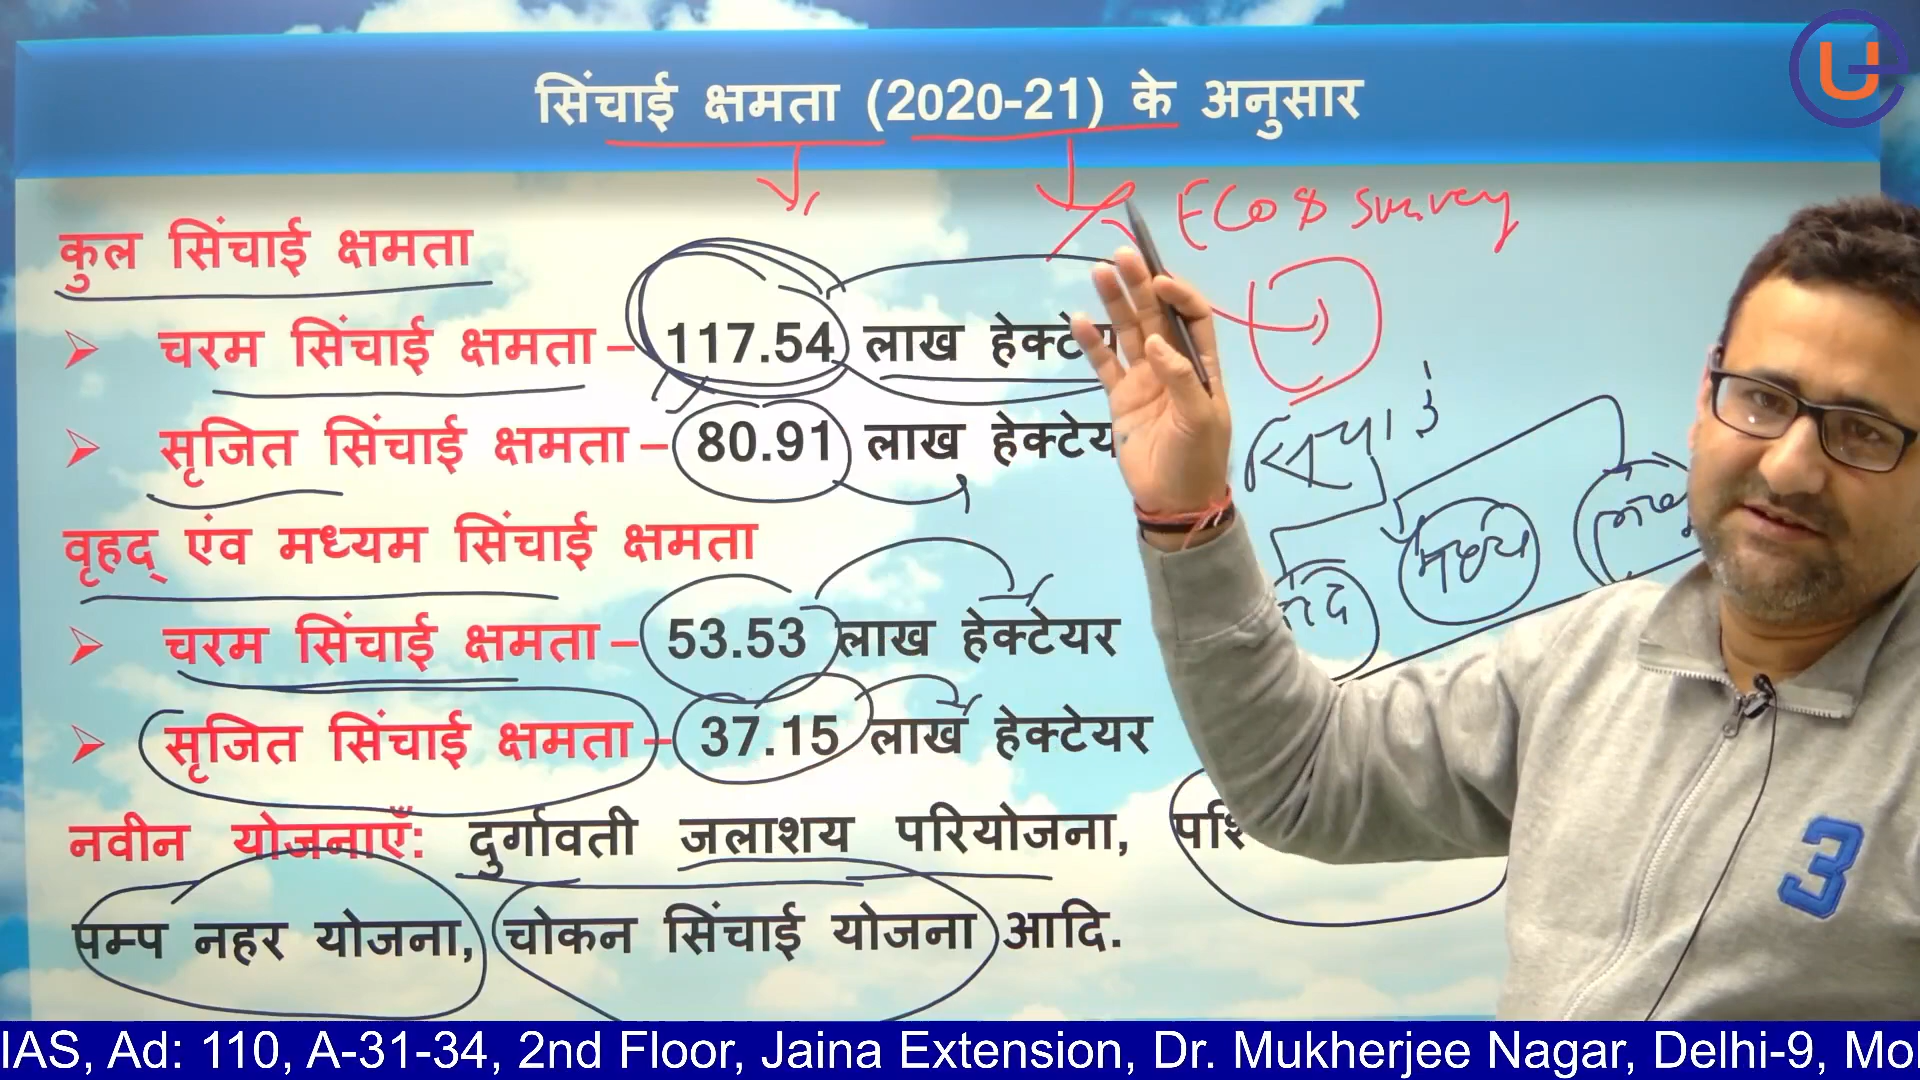 सिंचाई क्षमता (2020-21) के अनुसार
Eco Survey
कुल सिंचाई क्षमता
➢ चरम सिंचाई क्षमता– 117.54 लाख हेक्टेय
➢ सृजित सिंचाई क्षमता– 80.91 लाख हेक्टेय
वृहद् एंव मध्यम सिंचाई क्षमता
मध्य
➢ चरम सिंचाई क्षमता– 53.53 लाख हेक्टेयर
➢ सृजित सिंचाई क्षमता– 37.15 लाख हेक्टेयर
नवीन योजनाएँ: दुर्गावती जलाशय परियोजना,
पम्प नहर योजना, चोकन सिंचाई योजना आदि.
3
IAS, Ad: 110, A-31-34, 2nd Floor, Jaina Extension, Dr. Mukherjee Nagar, Delhi-9,